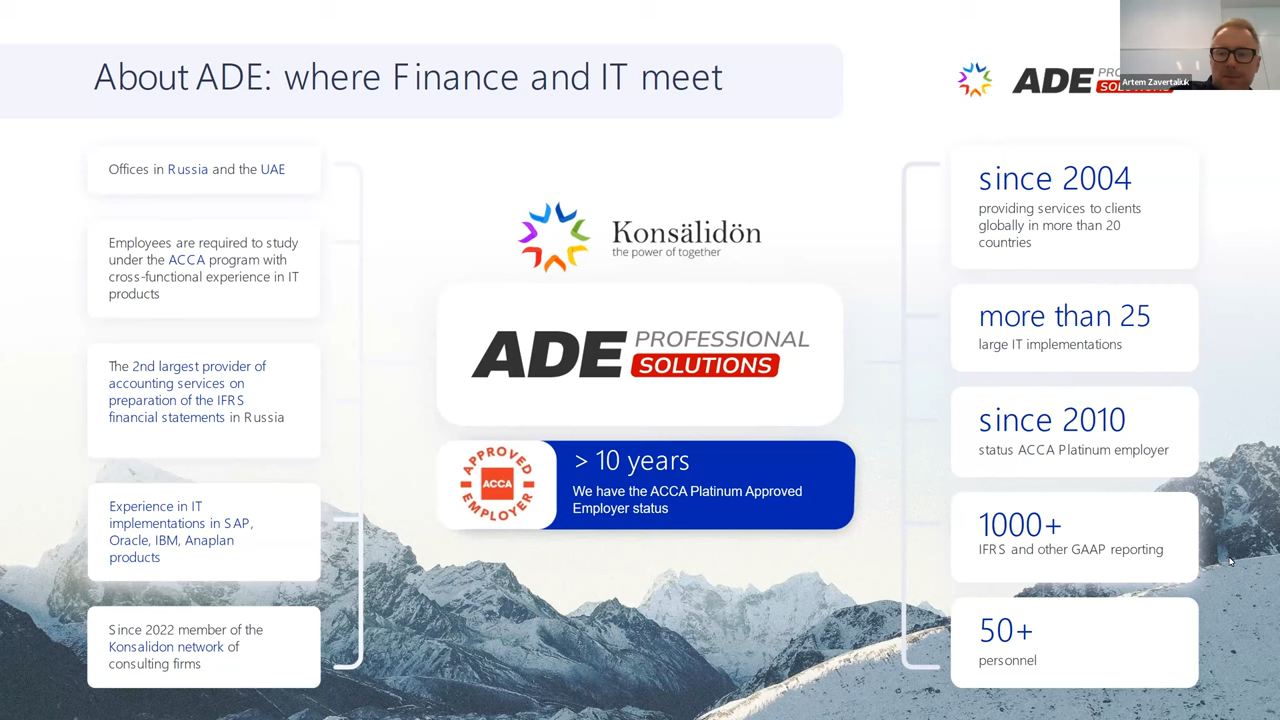 About ADE: where Finance and IT meet
ADE
Artem Zavertaliuk
Offices in Russia and the UAE
Employees are required to study
under the ACCA program with
cross-functional experience in IT
products
The 2nd largest provider of
accounting services on
preparation of the IFRS
financial statements in Russia
Experience in IT
implementations in SAP,
Oracle, IBM, Anaplan
products
Since 2022 member of the
Konsalidon network of
consulting firms
Konsälidön
the power of together
ADE PROFESSIONAL
SOLUTIONS
APPROVED
ACCA
EMPLOYER
> 10 years
We have the ACCA Platinum Approved
Employer status
since 2004
providing services to clients
globally in more than 20
countries
more than 25
large IT implementations
since 2010
status ACCA Platinum employer
1000+
IFRS and other GAAP reporting
50+
personnel